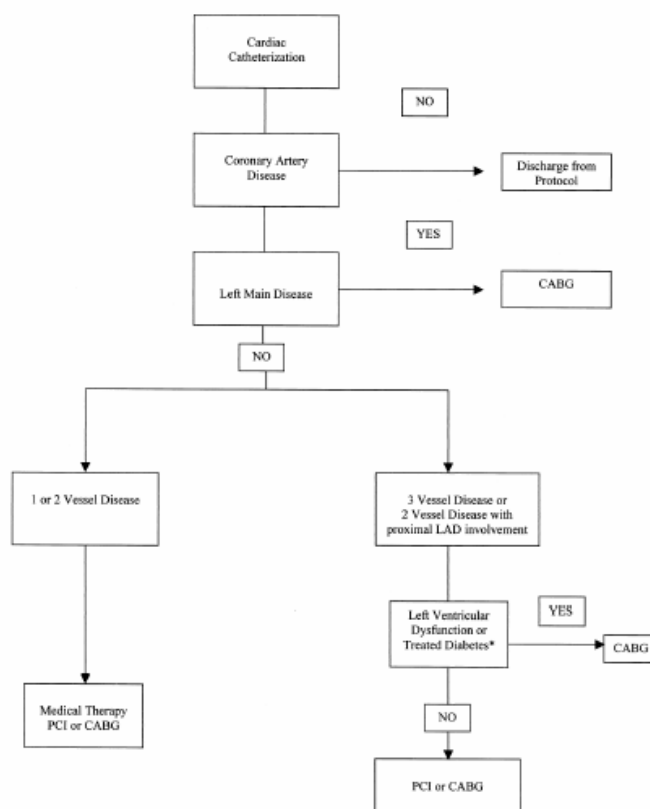 Cardiac
Catheterization
NO
Coronary Artery
Disease
Discharge from
Protocol
YES
Left Main Disease
CABG
NO
1 or 2 Vessel Disease
3 Vessel Disease or
2 Vessel Disease with
proximal LAD involvement
Left Ventricular
Dysfunction or
Treated Diabetes*
YES
CABG
Medical Therapy
PCI or CABG
NO
PCI or CABG